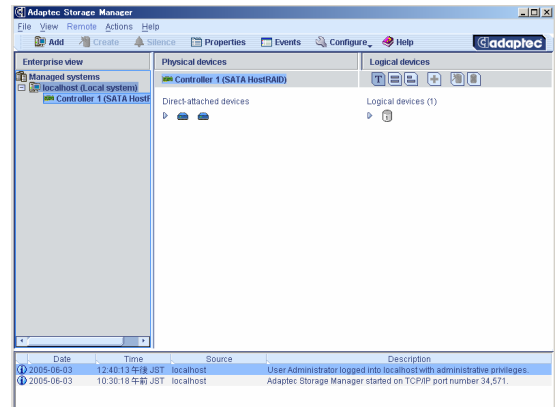 Adaptec Storage Manager
File View Remote Actions Help
Add Create Silence Properties Events Configure Help adaptec
Enterprise view Physical devices Logical devices
Managed systems
localhost (Local system)
Controller 1 (SATA HostR
Controller 1 (SATA HostRAID)
Direct-attached devices
Logical devices (1)
Date Time Source Description
2005-06-03 12:40:13 午後 JST localhost User Administrator logged into localhost with administrative privileges.
2005-06-03 10:30:18 午前 JST localhost Adaptec Storage Manager started on TCP/IP port number 34,571.